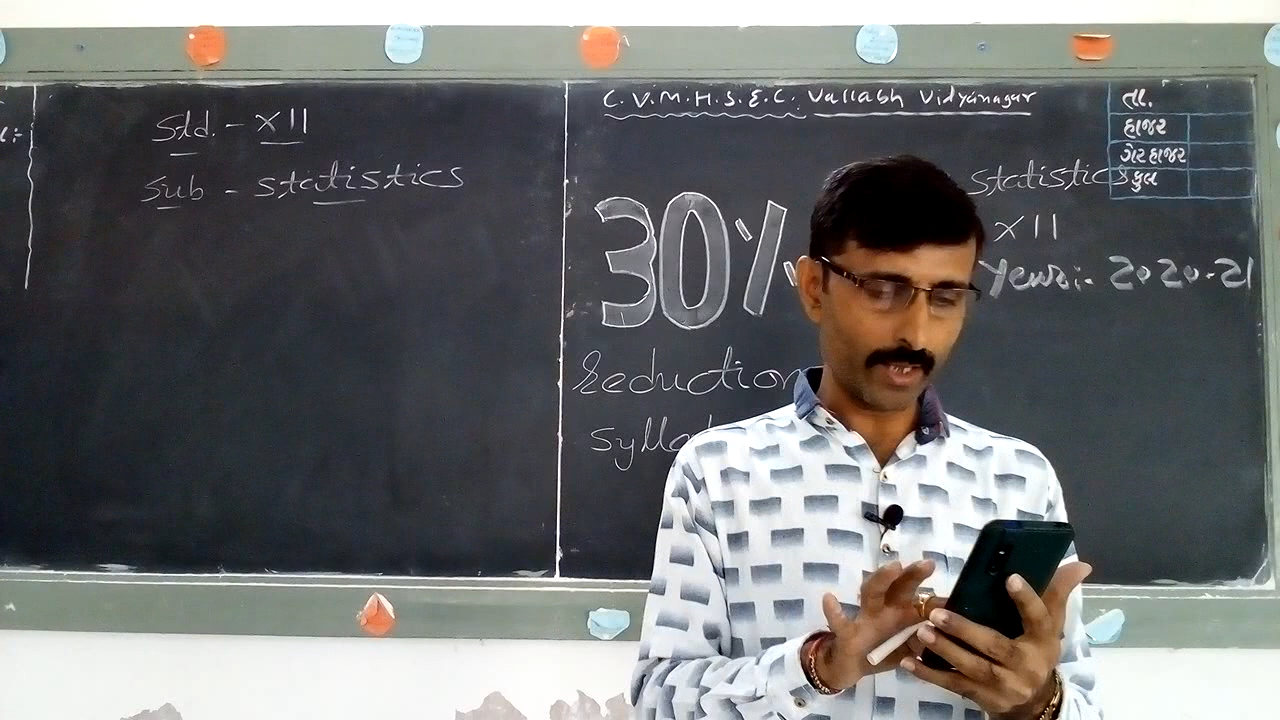 Std. - XII
Sub - Statistics
C.V.M.H.S.E.C. Vallabh Vidyanagar
તા.
હાજર
ગેરહાજર
કુલ
Statistics
XII
Year:- 2020-21
30%
Reduction